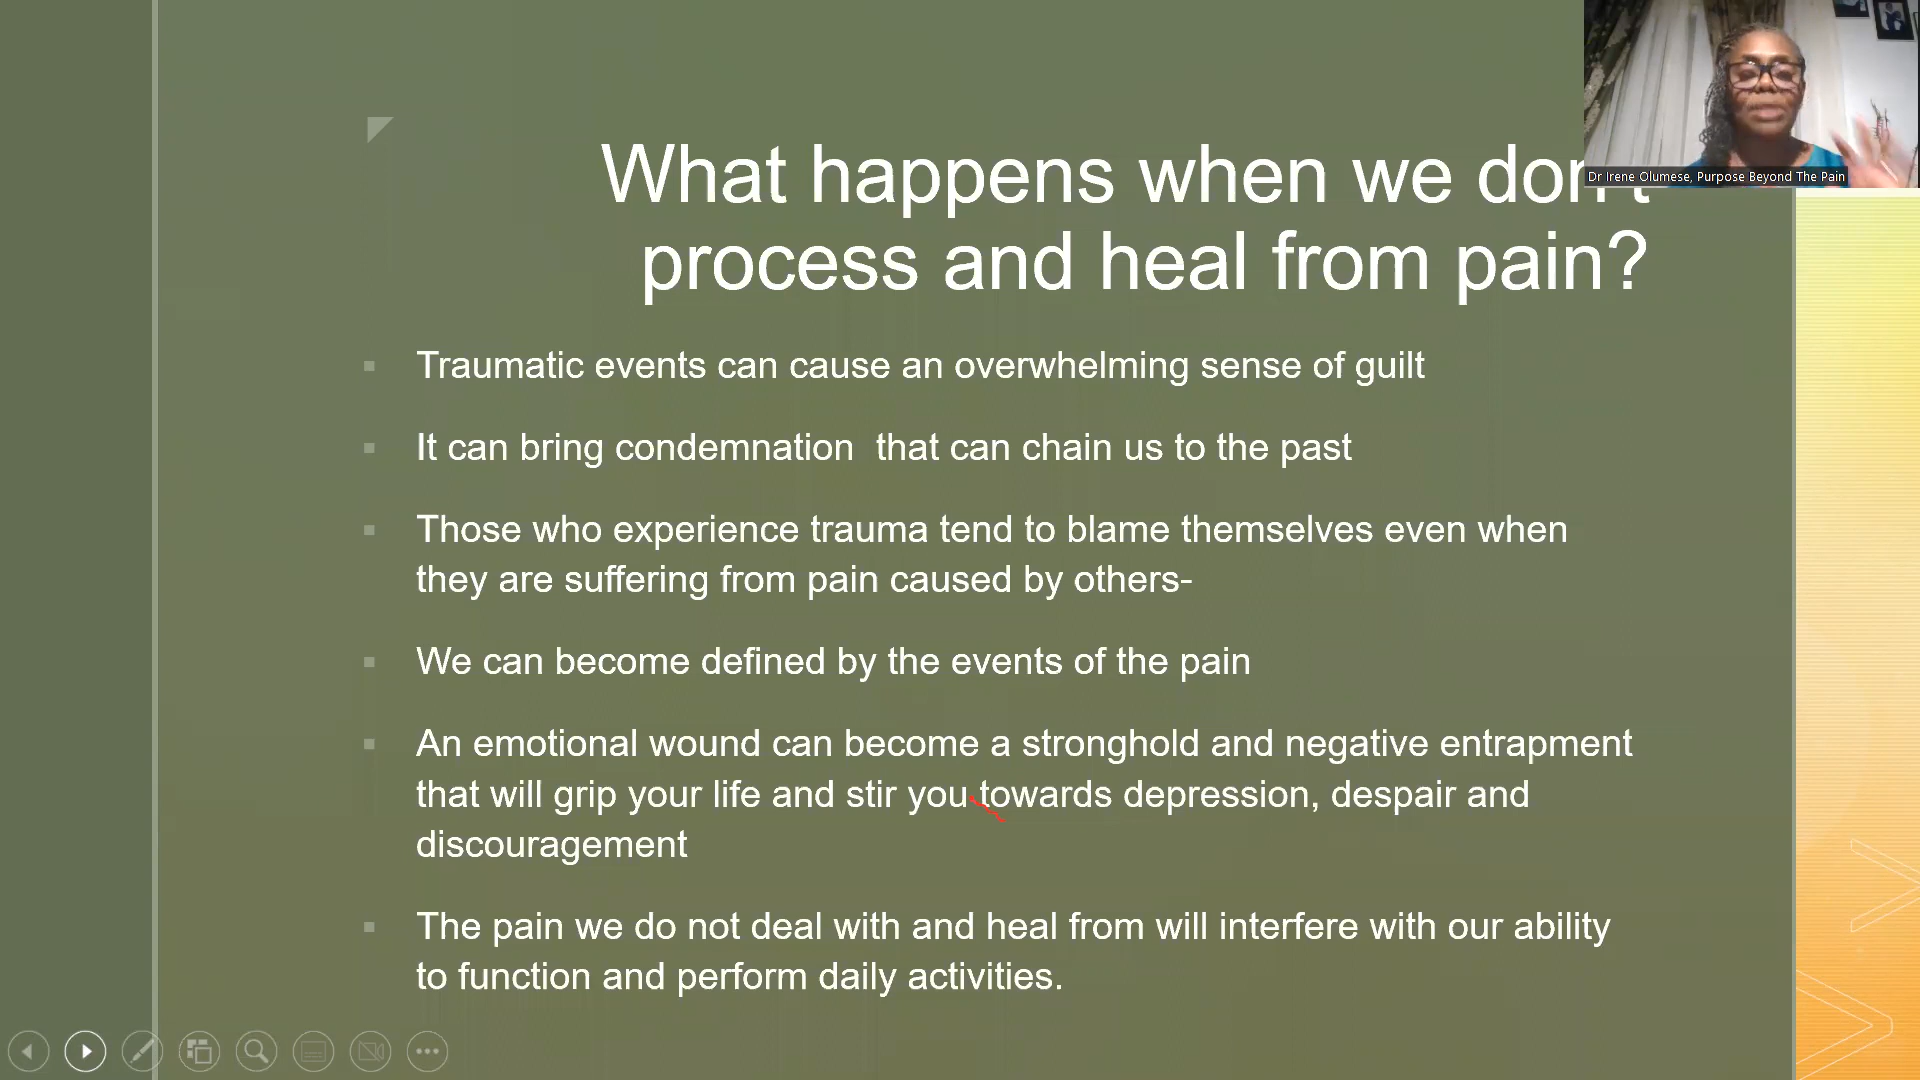 What happens when we don't
process and heal from pain?
Dr Irene Olumese, Purpose Beyond The Pain
Traumatic events can cause an overwhelming sense of guilt
It can bring condemnation  that can chain us to the past
Those who experience trauma tend to blame themselves even when
they are suffering from pain caused by others-
We can become defined by the events of the pain
An emotional wound can become a stronghold and negative entrapment
that will grip your life and stir you towards depression, despair and
discouragement
The pain we do not deal with and heal from will interfere with our ability
to function and perform daily activities.